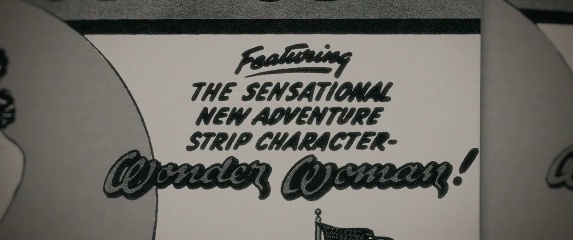 Featuring
THE SENSATIONAL
NEW ADVENTURE
STRIP CHARACTER-
Wonder Woman!